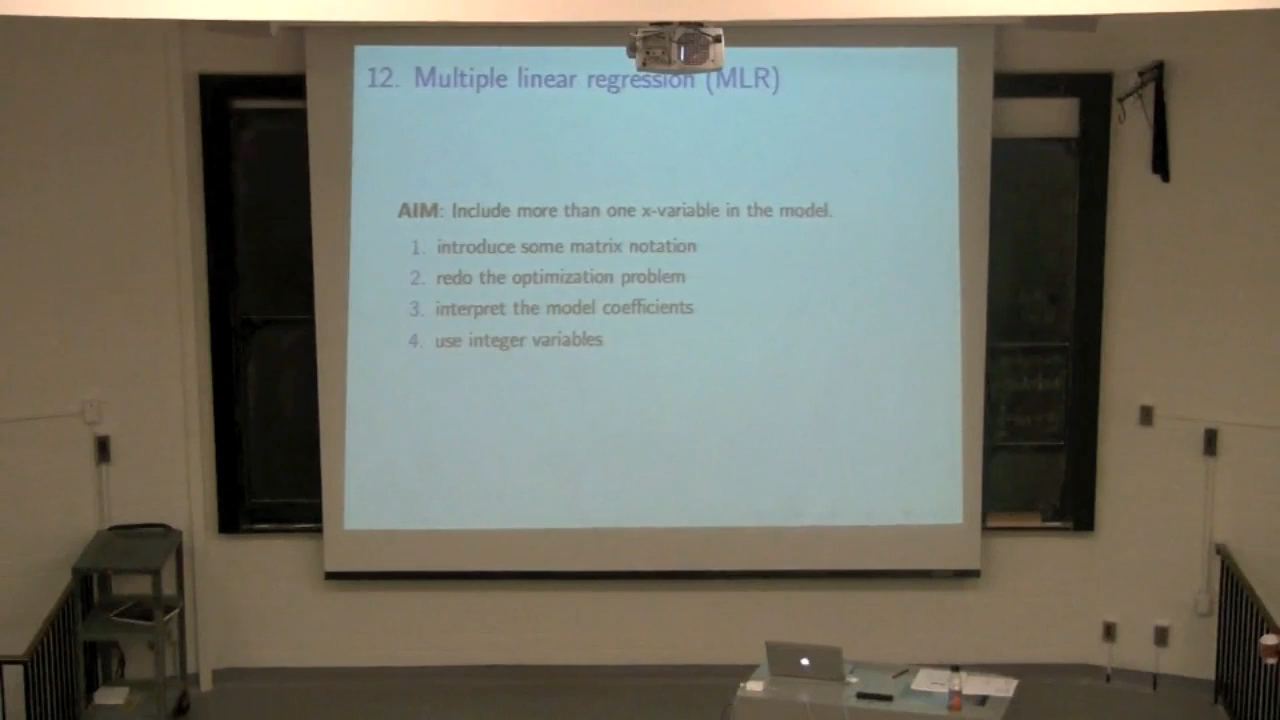 12. Multiple linear regression (MLR)
AIM: Include more than one x-variable in the model.
1. introduce some matrix notation
2. redo the optimization problem
3. interpret the model coefficients
4. use integer variables